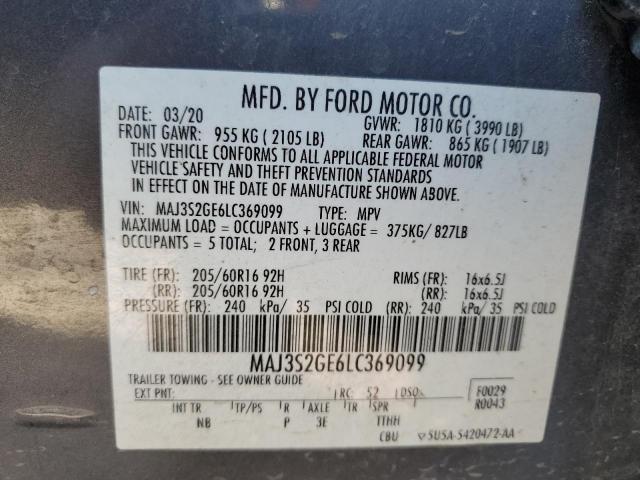 MFD. BY FORD MOTOR CO.
DATE: 03/20 GVWR: 1810 KG ( 3990 LB)
FRONT GAWR: 955 KG ( 2105 LB) REAR GAWR: 865 KG ( 1907 LB)
THIS VEHICLE CONFORMS TO ALL APPLICABLE FEDERAL MOTOR
VEHICLE SAFETY AND THEFT PREVENTION STANDARDS
IN EFFECT ON THE DATE OF MANUFACTURE SHOWN ABOVE.
VIN: MAJ3S2GE6LC369099 TYPE: MPV
MAXIMUM LOAD = OCCUPANTS + LUGGAGE = 375KG/ 827LB
OCCUPANTS = 5 TOTAL; 2 FRONT, 3 REAR
TIRE (FR): 205/60R16 92H RIMS (FR): 16x6.5J
(RR): 205/60R16 92H (RR): 16x6.5J
PRESSURE (FR): 240 kPa/ 35 PSI COLD (RR): 240 kPa/ 35 PSI COLD
MAJ3S2GE6LC369099
TRAILER TOWING - SEE OWNER GUIDE
EXT PNT: RC: 52 DSO: F0029
R0043
INT TR TP/PS R AXLE TR SPR
NB P 3E TTHH
CBU ▽ 5U5A-5420472-AA